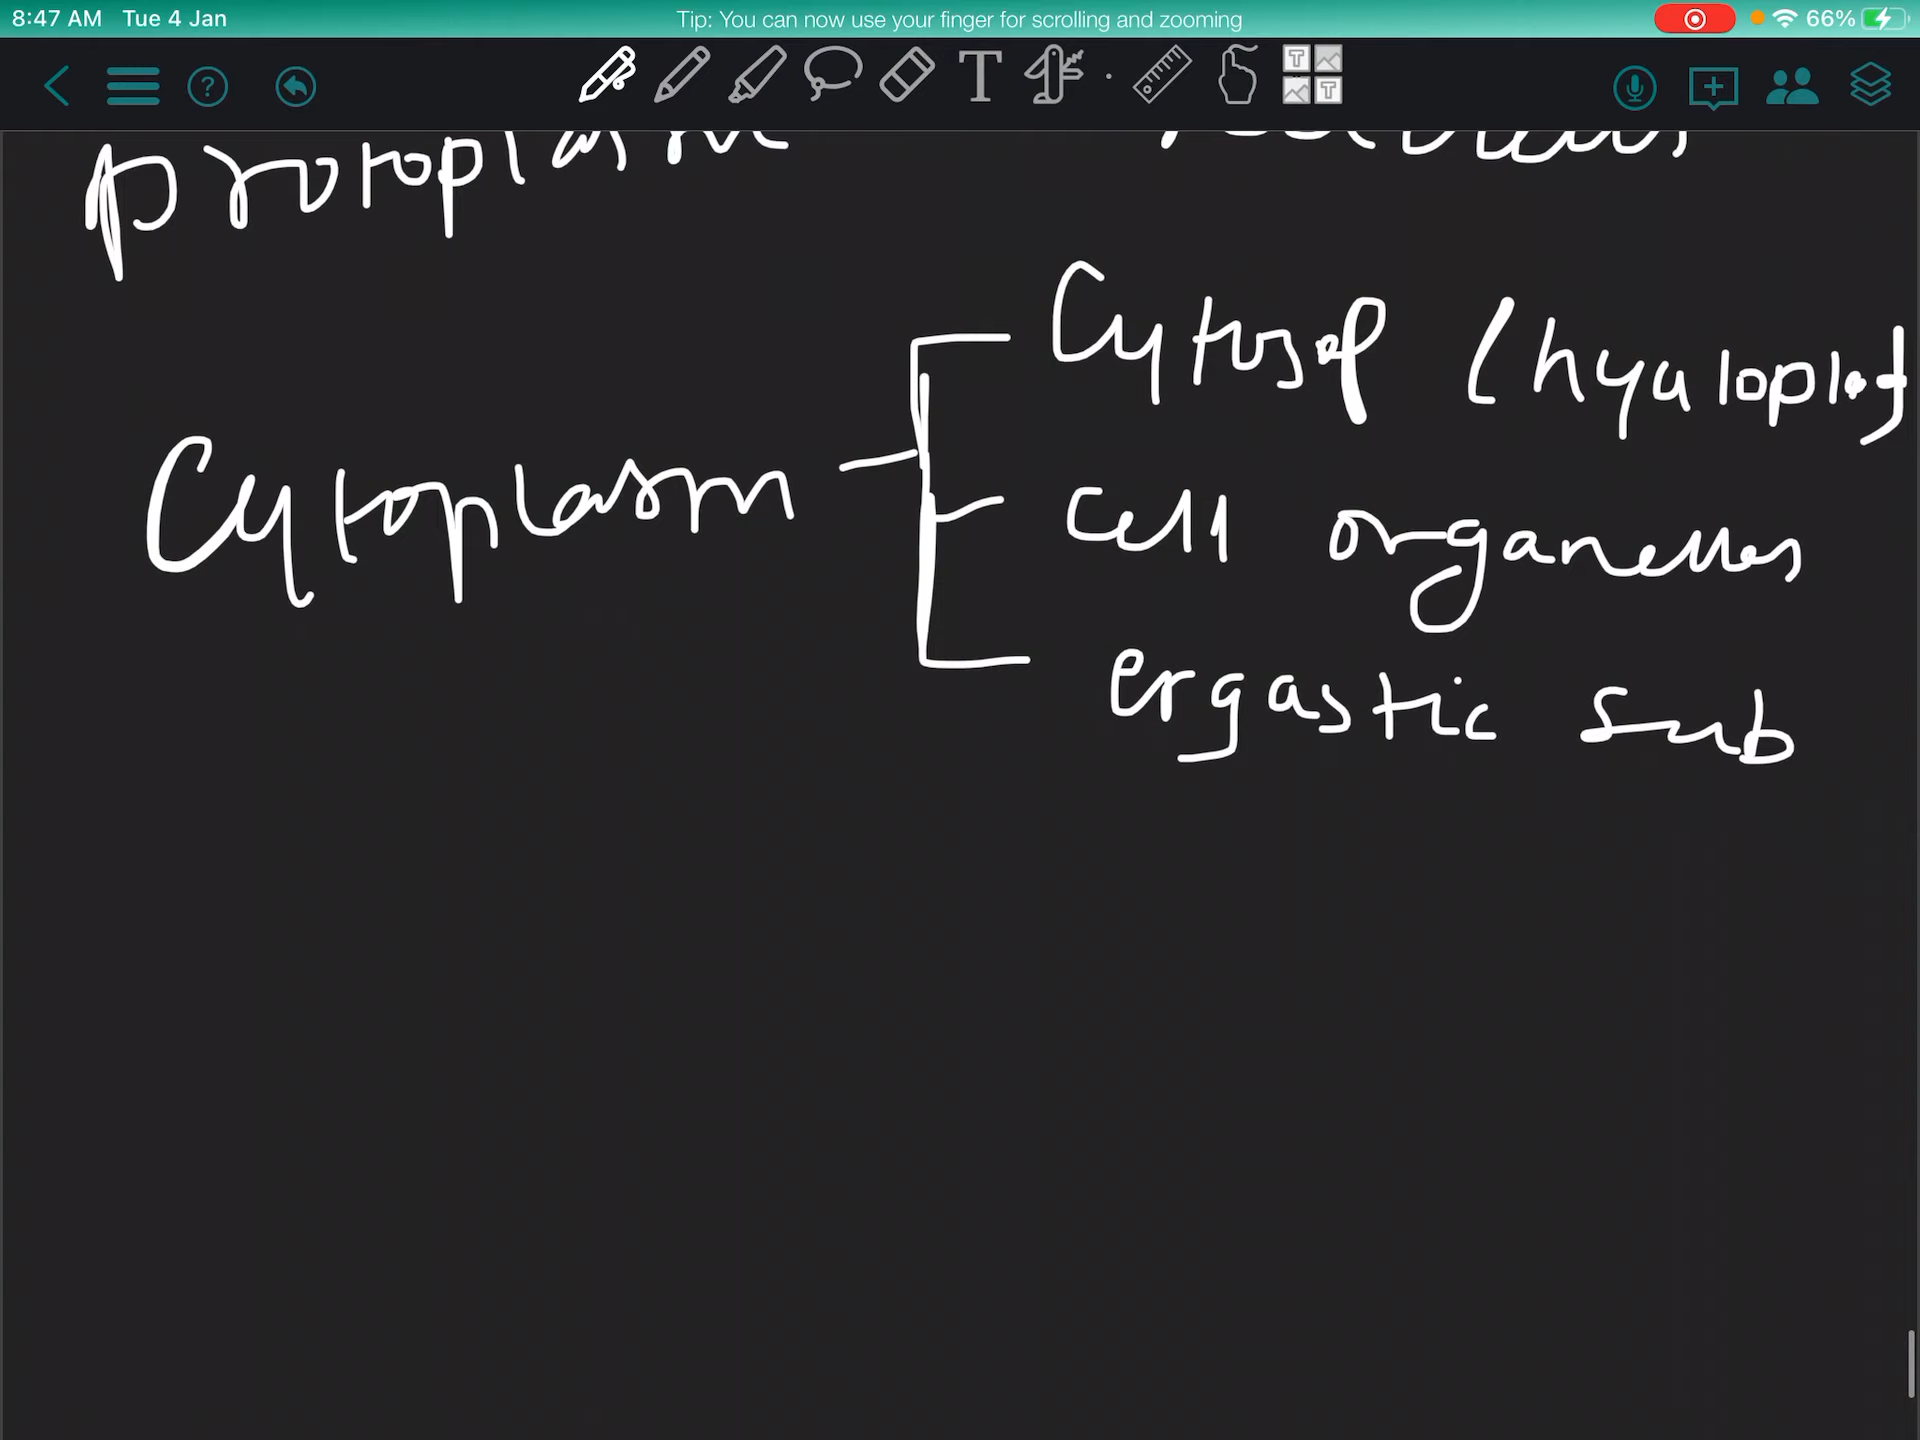 8:47 AM Tue 4 Jan
Tip: You can now use your finger for scrolling and zooming
66%
protoplasm
Cytosol (hyaloplas)
Cytoplasm
cell organelles
ergastic sub